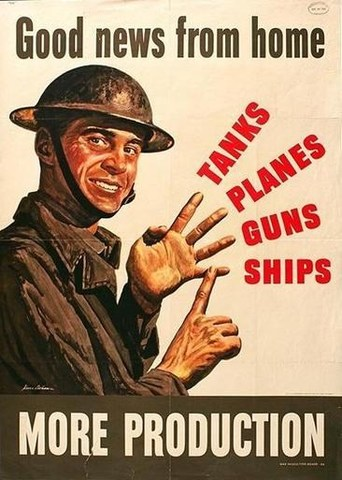 Good news from home
TANKS
PLANES
GUNS
SHIPS
MORE PRODUCTION